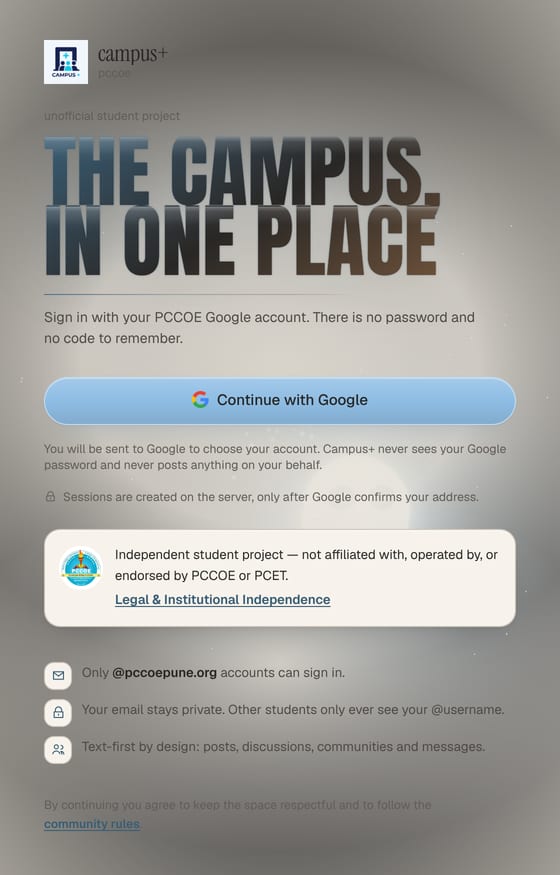 CAMPUS +
campus+
pccoe
unofficial student project
THE CAMPUS,
IN ONE PLACE
Sign in with your PCCOE Google account. There is no password and
no code to remember.
Continue with Google
You will be sent to Google to choose your account. Campus+ never sees your Google
password and never posts anything on your behalf.
Sessions are created on the server, only after Google confirms your address.
PCCOE
Independent student project — not affiliated with, operated by, or
endorsed by PCCOE or PCET.
Legal & Institutional Independence
Only @pccoepune.org accounts can sign in.
Your email stays private. Other students only ever see your @username.
Text-first by design: posts, discussions, communities and messages.
By continuing you agree to keep the space respectful and to follow the
community rules.